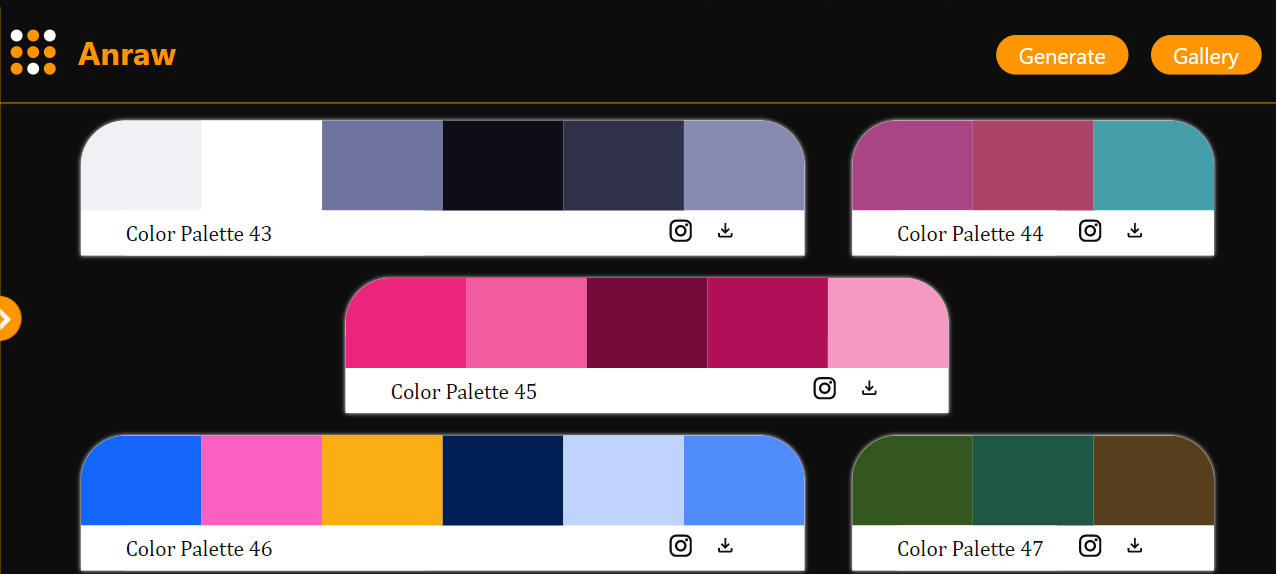 Anraw
Generate
Gallery
Color Palette 43
Color Palette 44
Color Palette 45
Color Palette 46
Color Palette 47